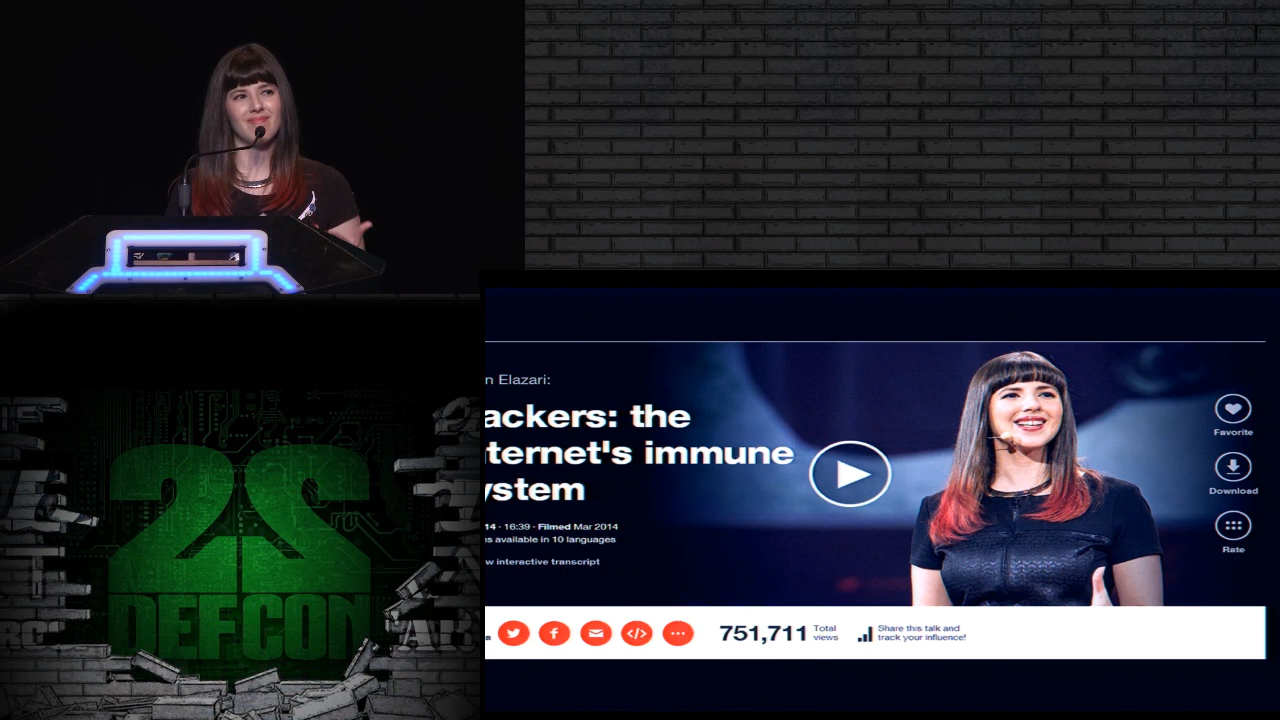 n Elazari:
ackers: the
ternet's immune
ystem
14 · 16:39 · Filmed Mar 2014
es available in 10 languages
w interactive transcript
Favorite
Download
Rate
751,711 Total views
Share this talk and
track your influence!
22
DEFCON